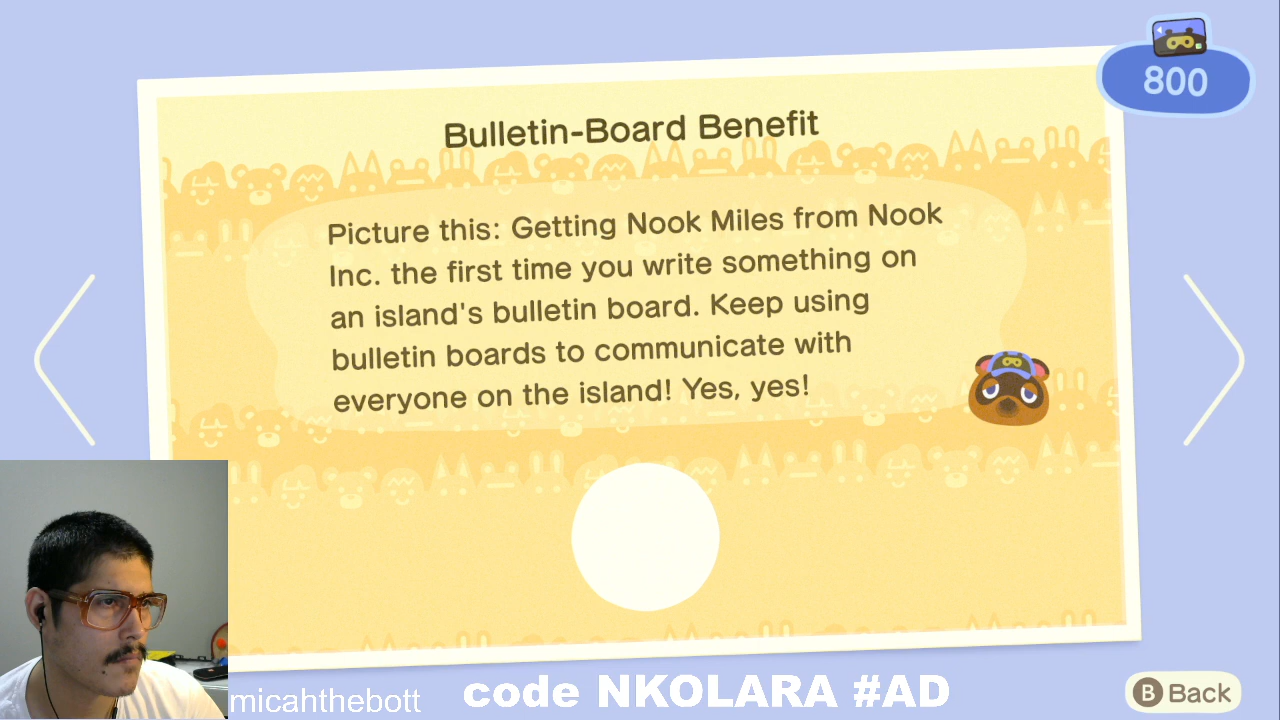 800
Bulletin-Board Benefit
Picture this: Getting Nook Miles from Nook
Inc. the first time you write something on
an island's bulletin board. Keep using
bulletin boards to communicate with
everyone on the island! Yes, yes!
micahthebott
code NKOLARA #AD
B Back